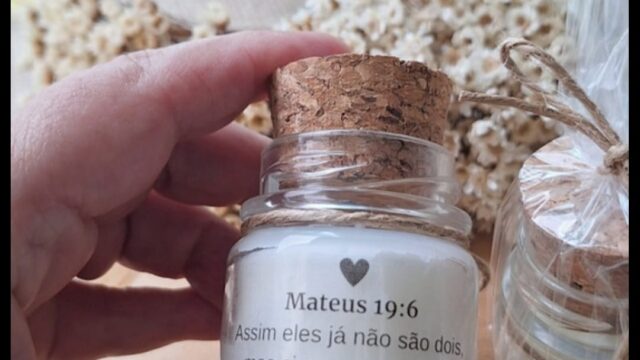 Mateus 19:6
Assim eles já não são dois,